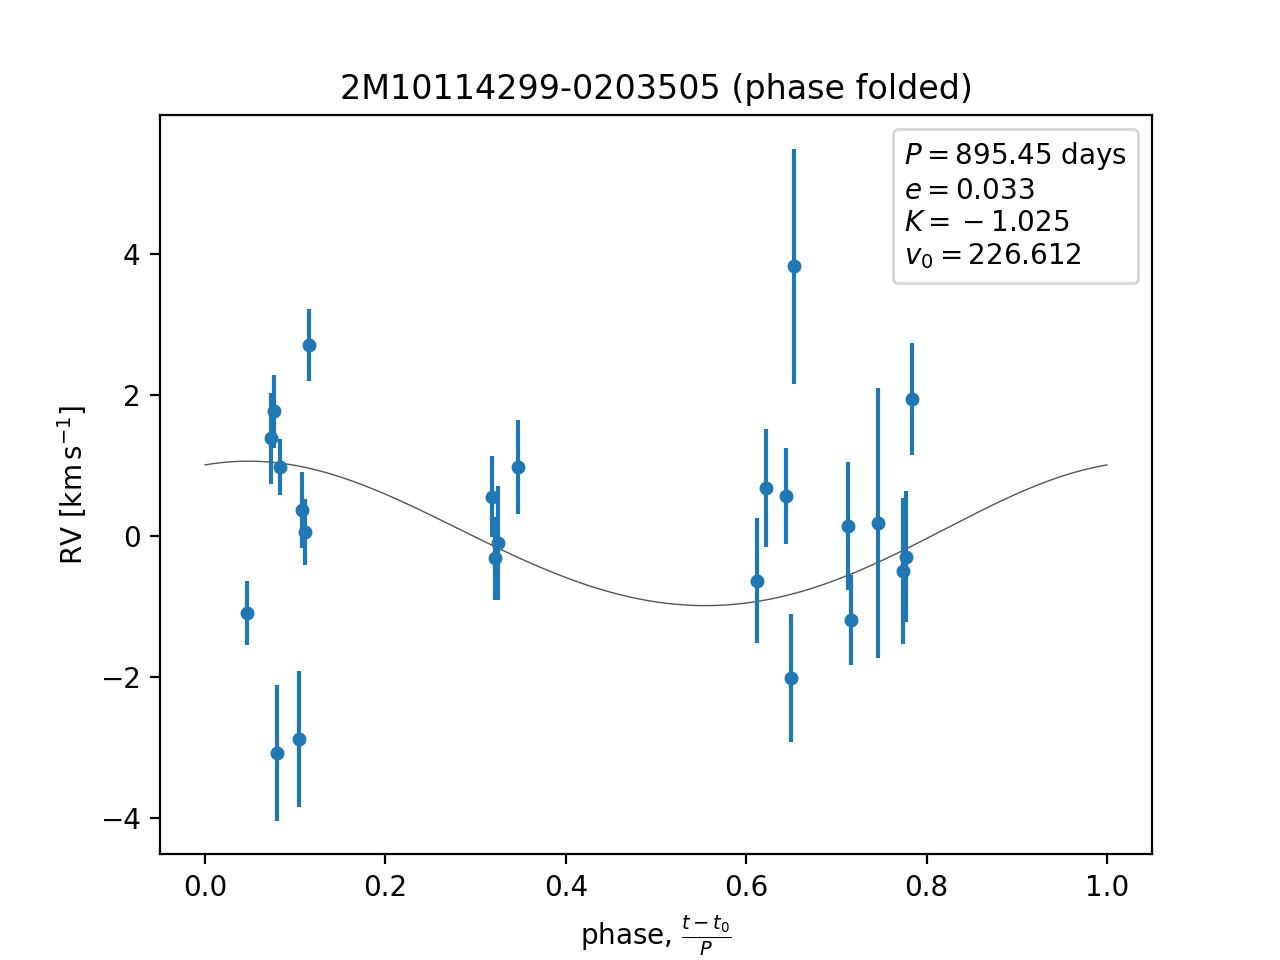 2M10114299-0203505 (phase folded)
P = 895.45 days
e = 0.033
K = −1.025
v₀ = 226.612
RV [km s⁻¹]
4
2
0
−2
−4
0.0 0.2 0.4 0.6 0.8 1.0
phase, (t − t₀)/P